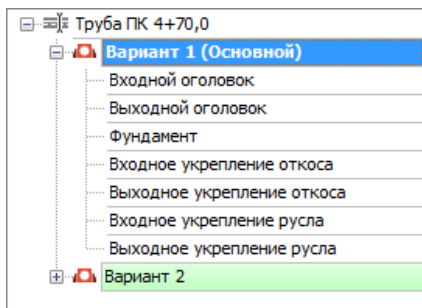 Труба ПК 4+70,0
Вариант 1 (Основной)
Входной оголовок
Выходной оголовок
Фундамент
Входное укрепление откоса
Выходное укрепление откоса
Входное укрепление русла
Выходное укрепление русла
Вариант 2